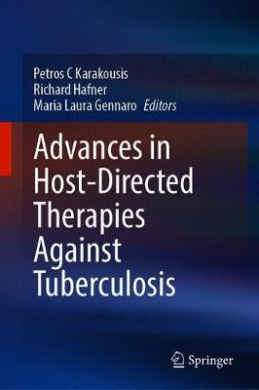 Petros C Karakousis
Richard Hafner
Maria Laura Gennaro Editors
Advances in
Host-Directed
Therapies
Against
Tuberculosis
Springer